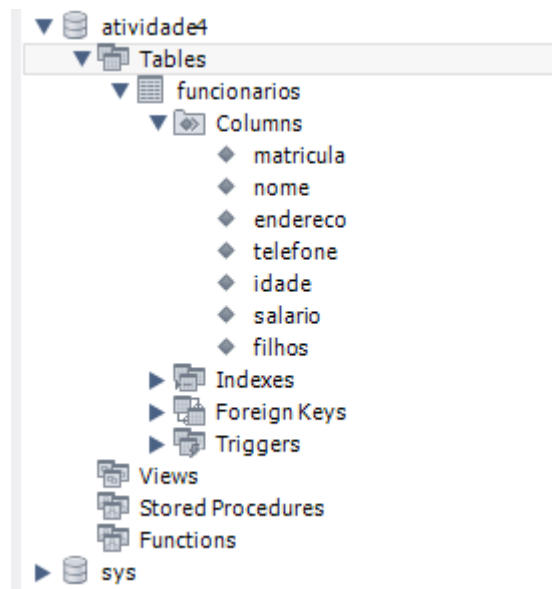 atividade4
Tables
funcionarios
Columns
matricula
nome
endereco
telefone
idade
salario
filhos
Indexes
Foreign Keys
Triggers
Views
Stored Procedures
Functions
sys